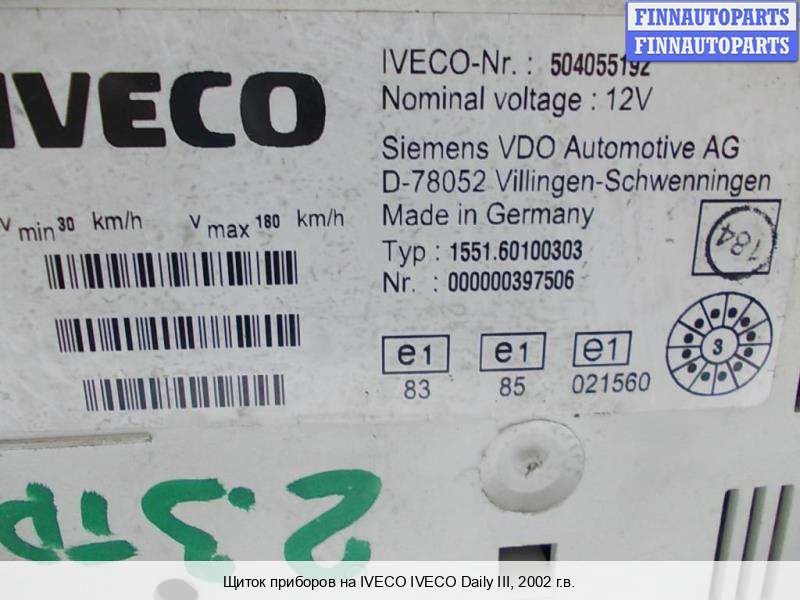 FINNAUTOPARTS
FINNAUTOPARTS
IVECO
IVECO-Nr. : 504055192
Nominal voltage : 12V
Siemens VDO Automotive AG
D-78052 Villingen-Schwenningen
Made in Germany
V min 30 km/h V max 180 km/h
Typ : 1551.60100303
Nr. : 000000397506
184
e1 e1 e1
83 85 021560
3
2.3TD
Щиток приборов на IVECO IVECO Daily III, 2002 г.в.